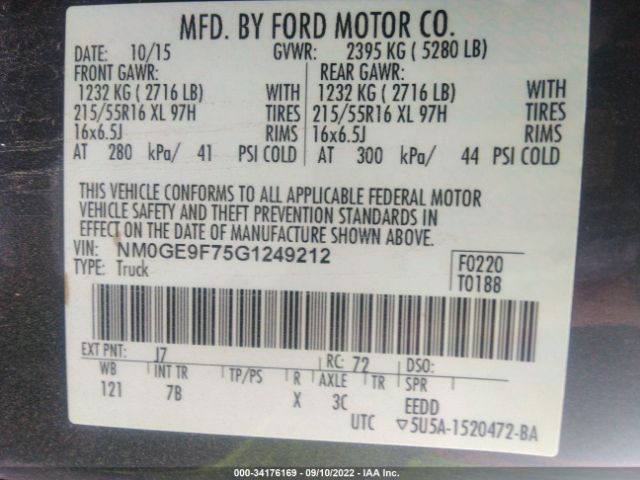 MFD. BY FORD MOTOR CO.
DATE: 10/15 GVWR: 2395 KG ( 5280 LB)
FRONT GAWR: REAR GAWR:
1232 KG ( 2716 LB) WITH 1232 KG ( 2716 LB) WITH
215/55R16 XL 97H TIRES 215/55R16 XL 97H TIRES
16x6.5J RIMS 16x6.5J RIMS
AT 280 kPa/ 41 PSI COLD AT 300 kPa/ 44 PSI COLD
THIS VEHICLE CONFORMS TO ALL APPLICABLE FEDERAL MOTOR
VEHICLE SAFETY AND THEFT PREVENTION STANDARDS IN
EFFECT ON THE DATE OF MANUFACTURE SHOWN ABOVE.
VIN: NM0GE9F75G1249212 F0220
TYPE: Truck T0188
EXT PNT: J7 RC: 72 DSO:
WB INT TR TP/PS R AXLE TR SPR
121 7B X 3C EEDD
UTC ▽5U5A-1520472-BA
000-34176169 - 09/10/2022 - IAA Inc.